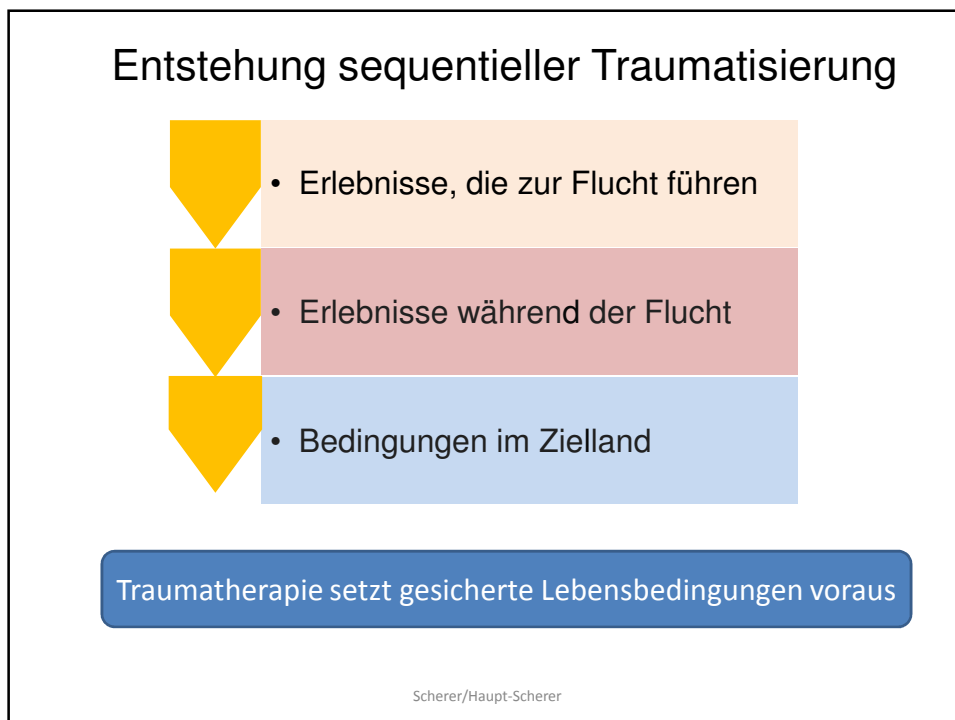 Entstehung sequentieller Traumatisierung
• Erlebnisse, die zur Flucht führen
• Erlebnisse während der Flucht
• Bedingungen im Zielland
Traumatherapie setzt gesicherte Lebensbedingungen voraus
Scherer/Haupt-Scherer